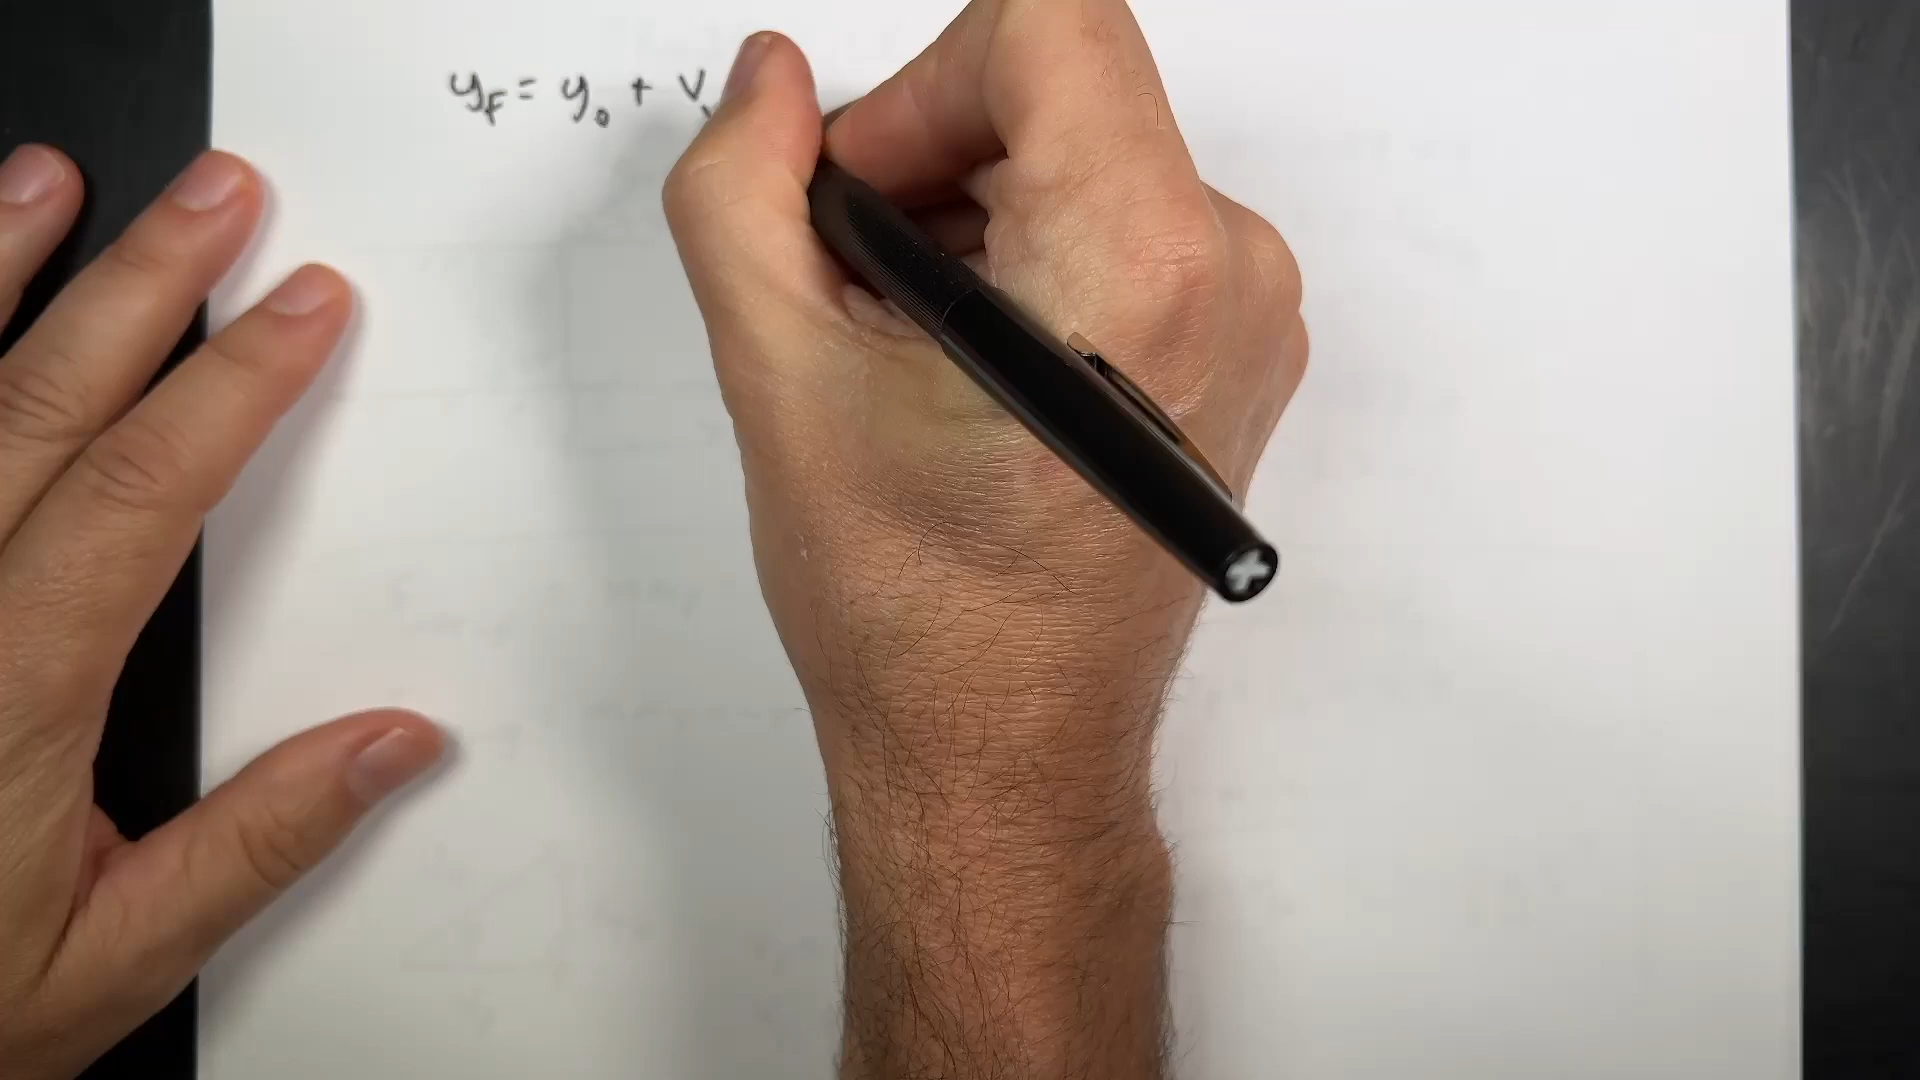 y_F = y_0 + v